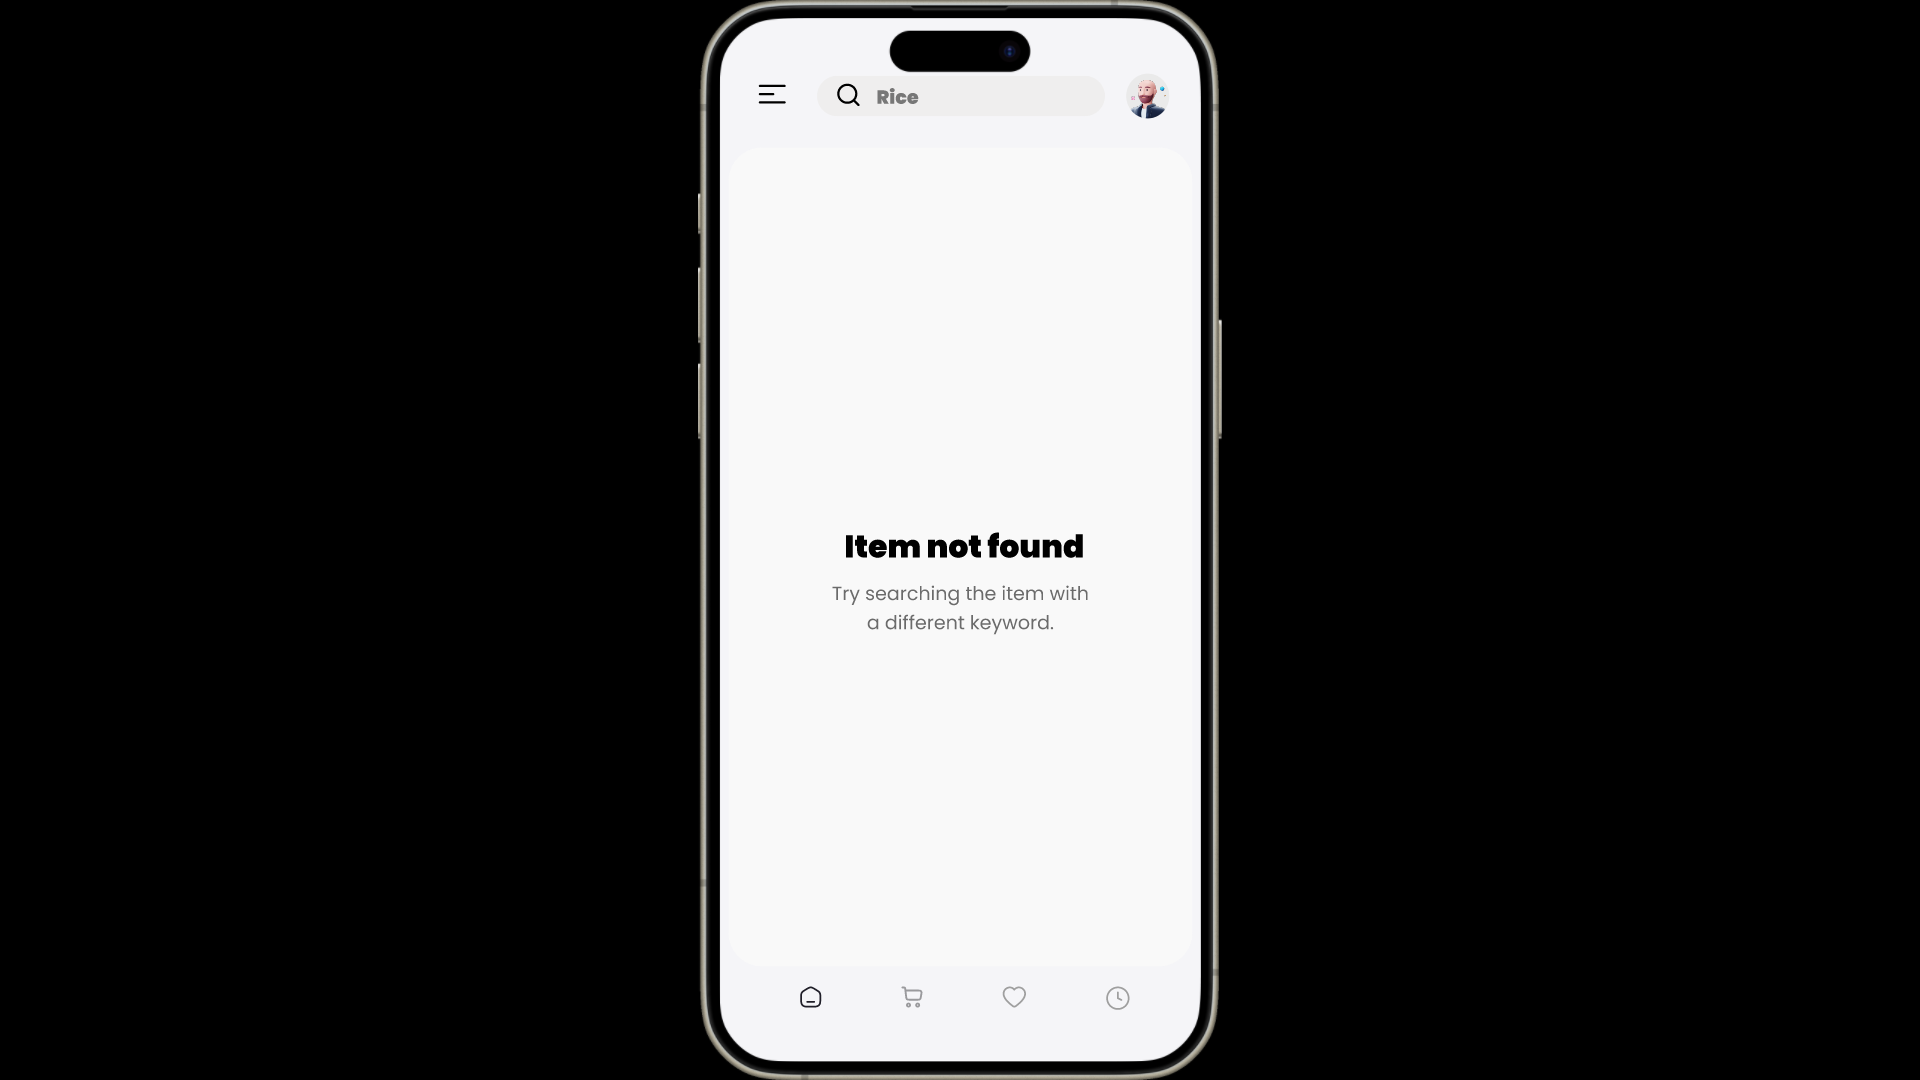 Rice
Item not found
Try searching the item with
a different keyword.